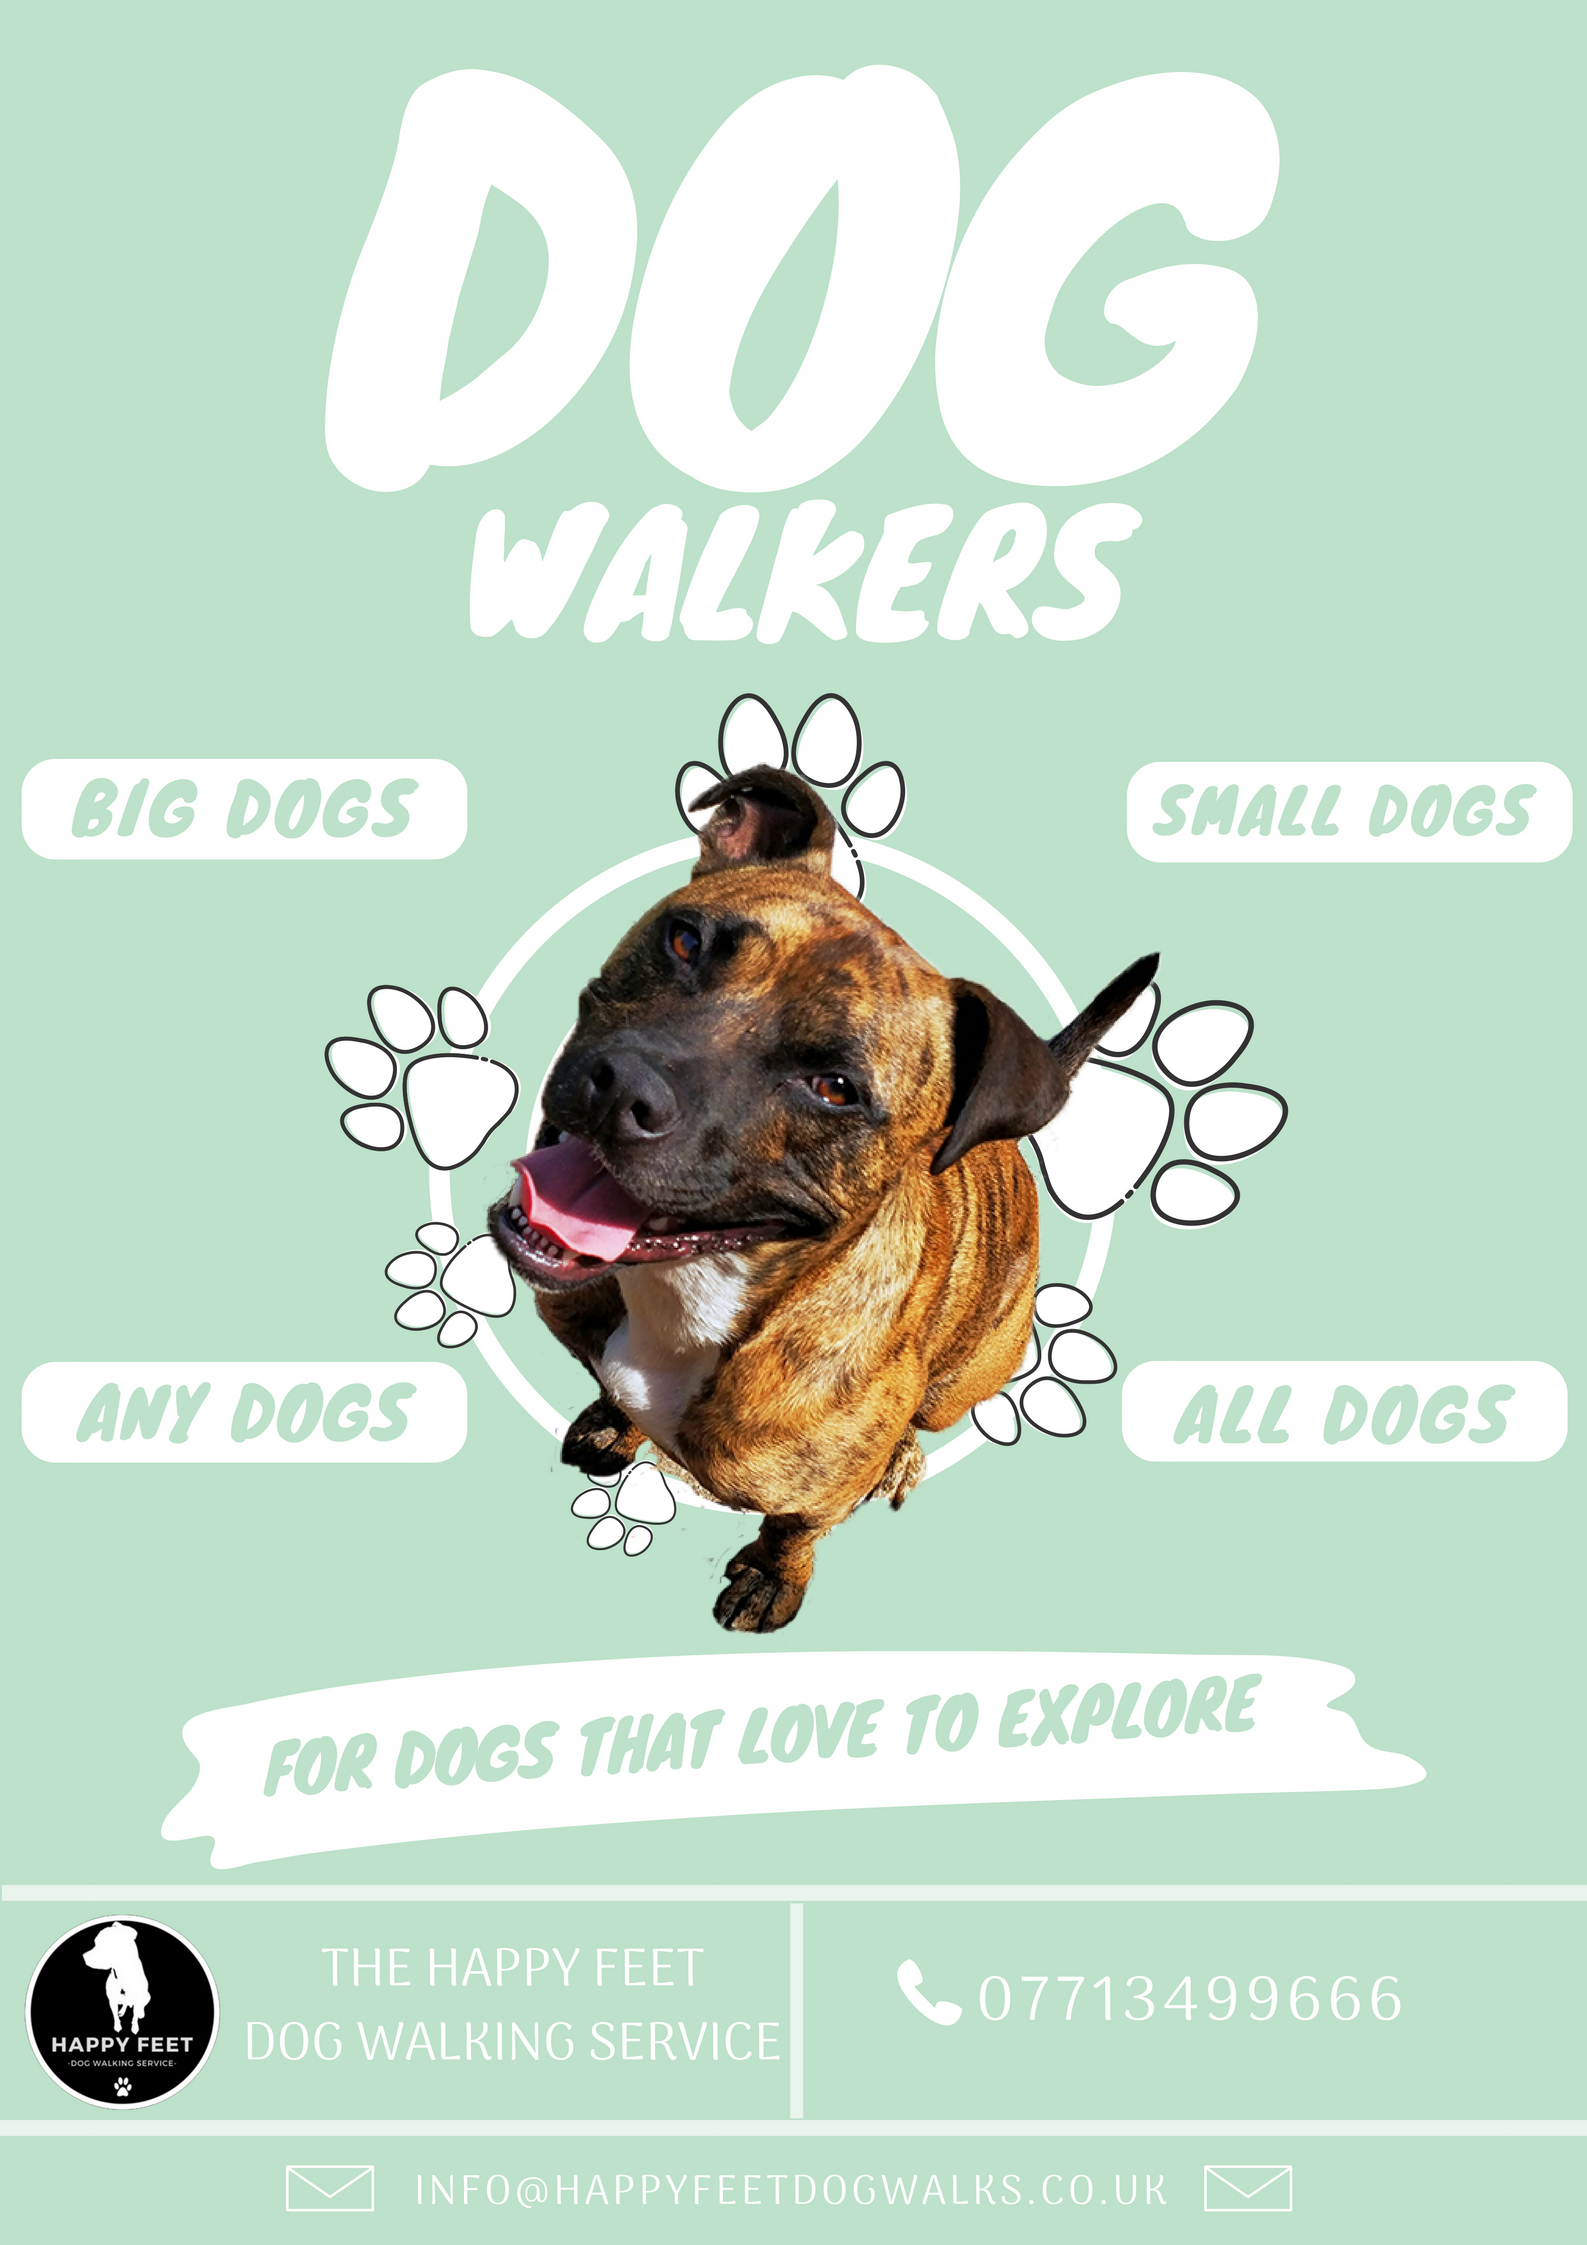 DOG
WALKERS
BIG DOGS
SMALL DOGS
ANY DOGS
ALL DOGS
FOR DOGS THAT LOVE TO EXPLORE
HAPPY FEET
·DOG WALKING SERVICE·
THE HAPPY FEET
DOG WALKING SERVICE
07713499666
INFO@HAPPYFEETDOGWALKS.CO.UK